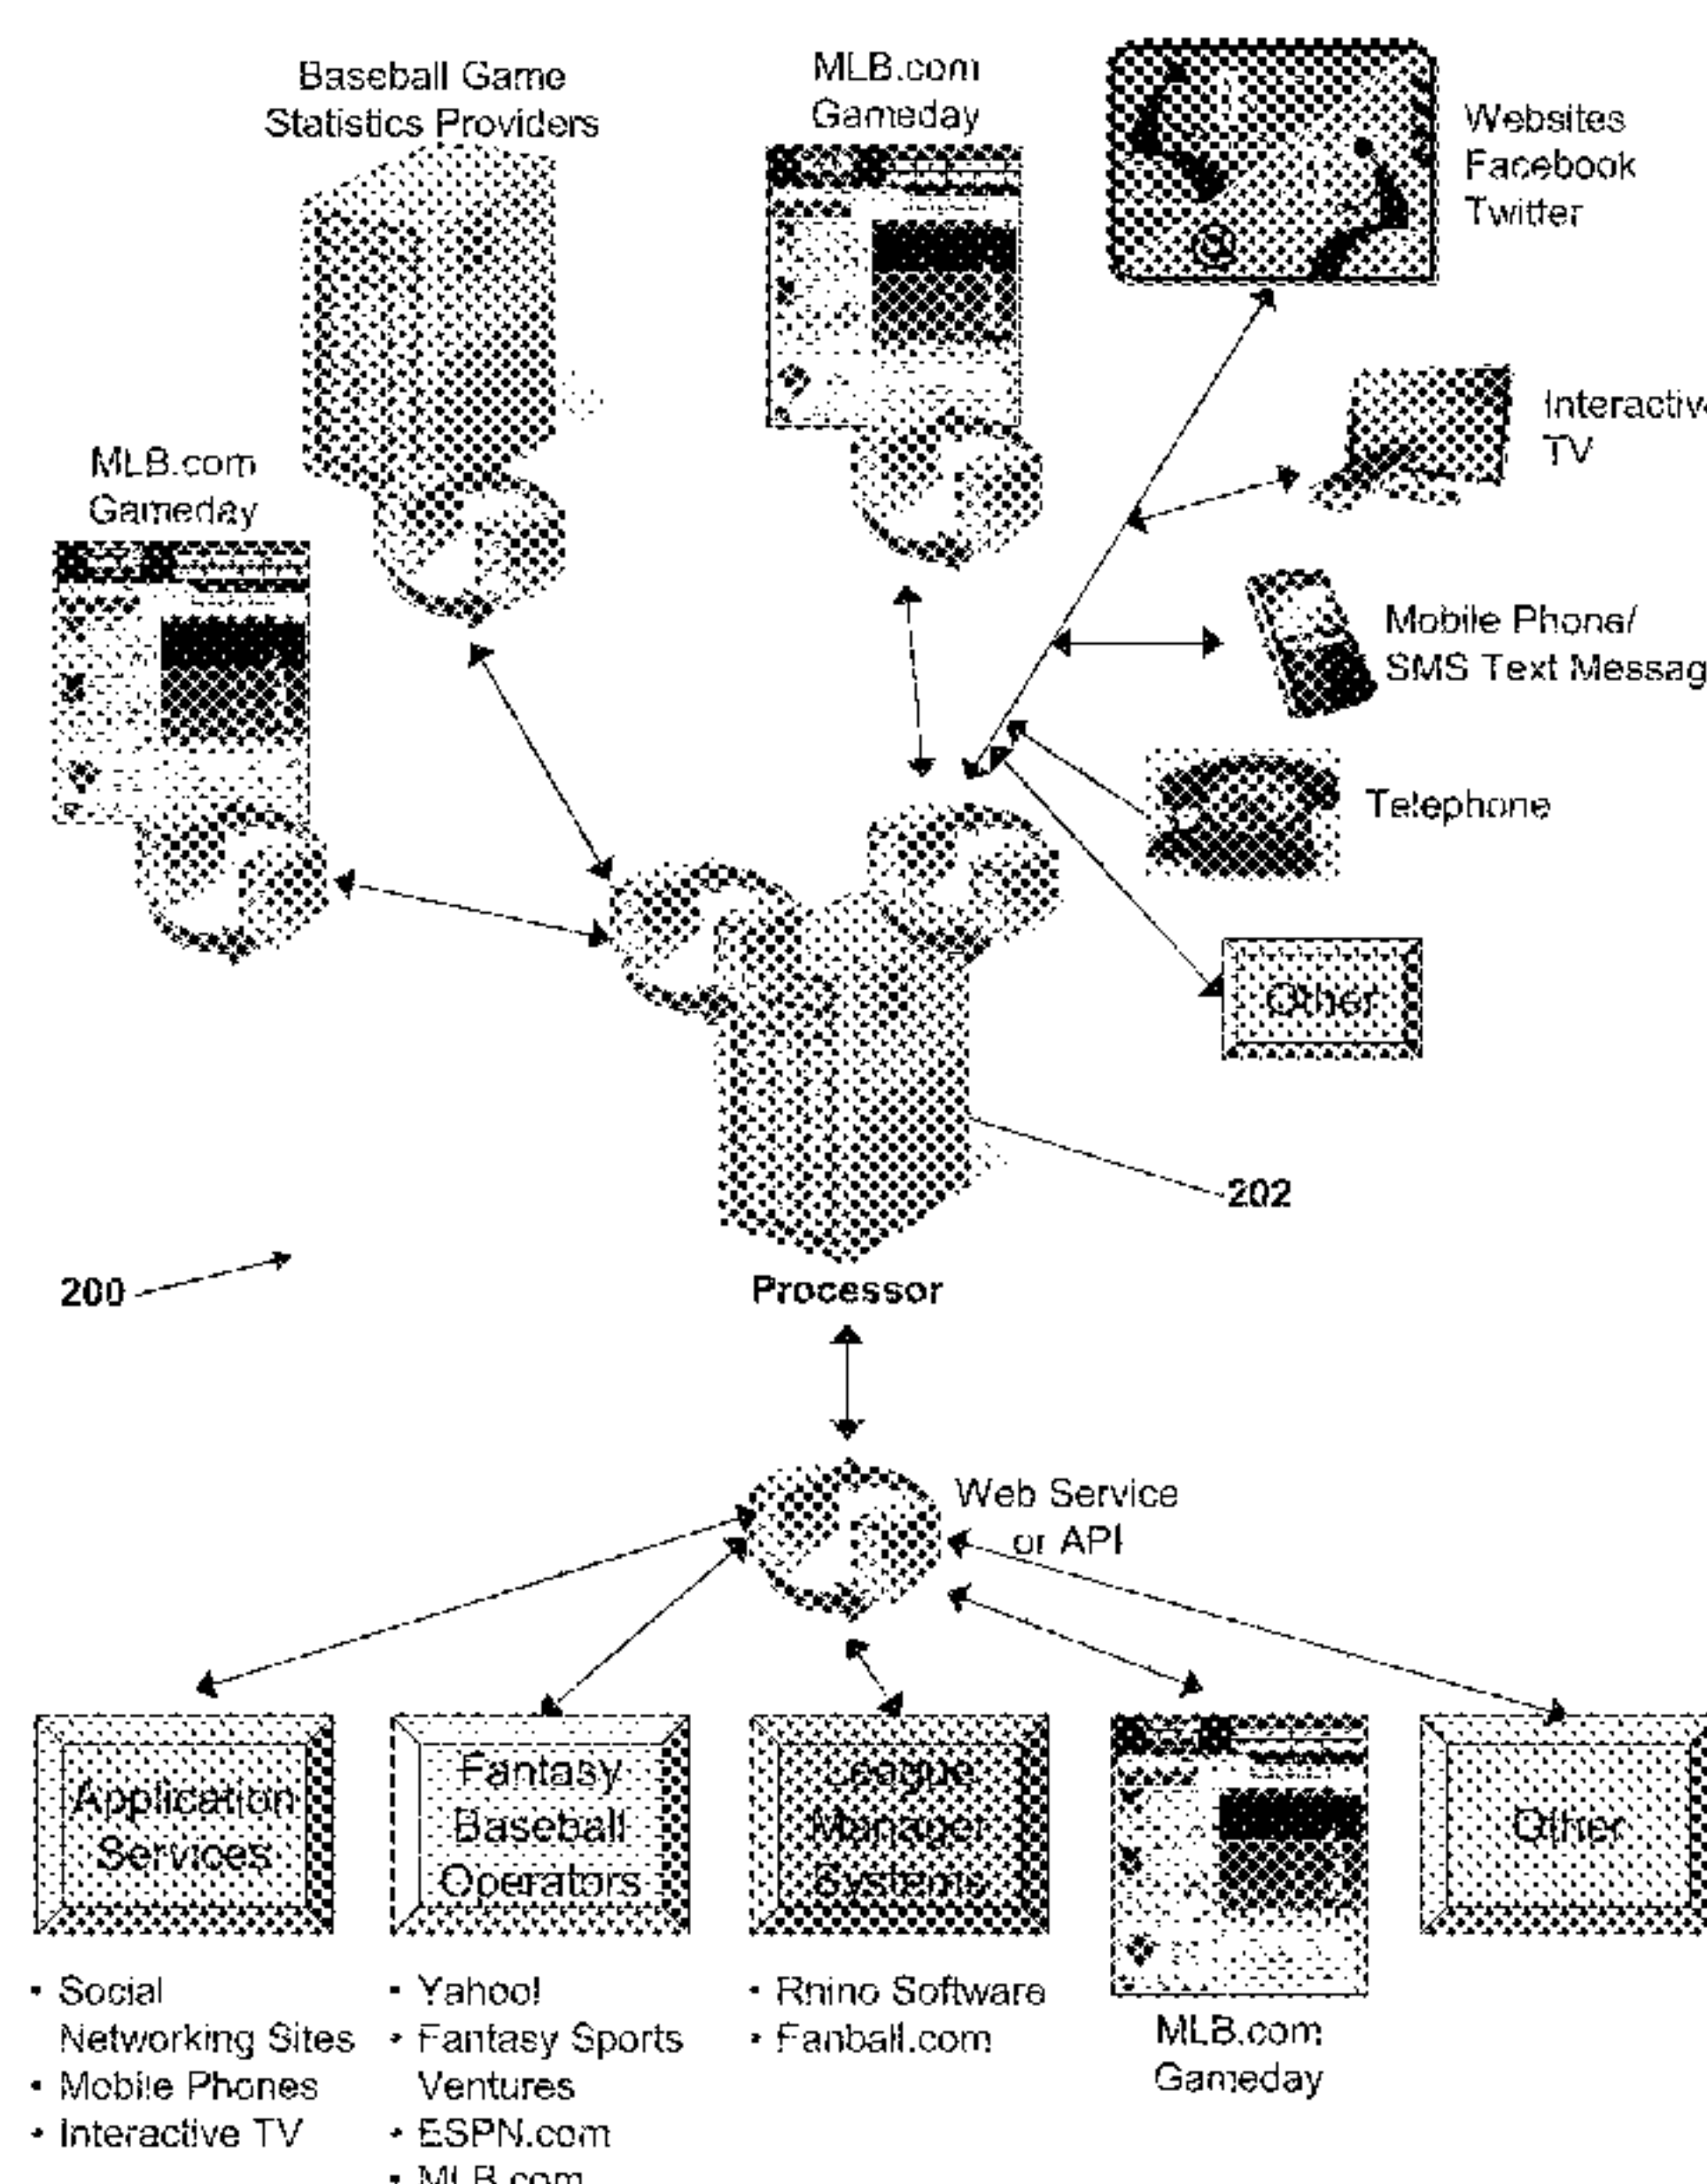 Baseball Game
Statistics Providers
MLB.com
Gameday
Websites
Facebook
Twitter
Interactive
TV
MLB.com
Gameday
Mobile Phone/
SMS Text Messag
Telephone
Other
202
200
Processor
Web Service
or API
Application
Services
Fantasy
Baseball
Operators
League
Manager
Systems
Other
• Social
Networking Sites
• Mobile Phones
• Interactive TV
• Yahoo!
• Fantasy Sports
Ventures
• ESPN.com
• MLB.com
• Rhino Software
• Fanball.com
MLB.com
Gameday